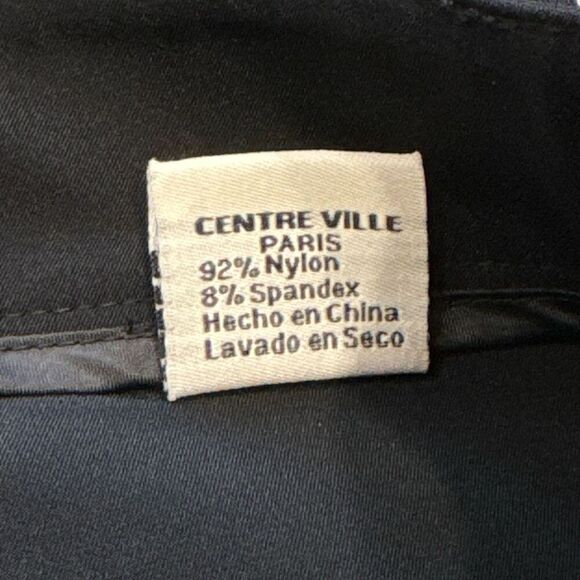 CENTRE VILLE
PARIS
92% Nylon
8% Spandex
Hecho en China
Lavado en Seco